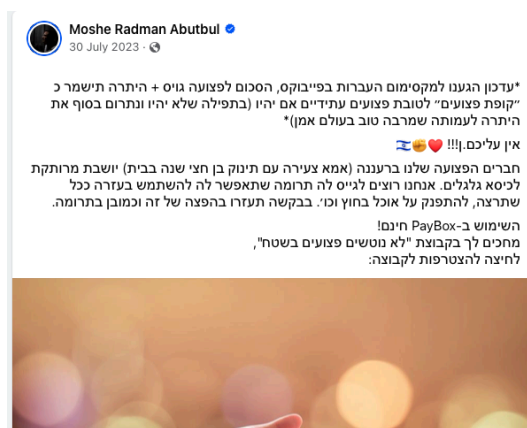 Moshe Radman Abutbul
30 July 2023 ·
*עדכון הגענו למקסימום העברות בפייבוקס, הסכום לפצועה גויס + היתרה תישמר כ
״קופת פצועים״ לטובת פצועים עתידיים אם יהיו (בתפילה שלא יהיו ונתרום בסוף את
היתרה לעמותה שמרבה טוב בעולם אמן)*
אין עליכם.ן!!! ♥️✊🇮🇱
חברים הפצועה שלנו ברעננה (אמא צעירה עם תינוק בן חצי שנה בבית) יושבת מרותקת
לכיסא גלגלים. אנחנו רוצים לגייס לה תרומה שתאפשר לה להשתמש בעזרה ככל
שתרצה, להתפנק על אוכל בחוץ וכו׳. בבקשה תעזרו בהפצה של זה וכמובן בתרומה.
השימוש ב-PayBox חינם!
מחכים לך בקבוצת "לא נוטשים פצועים בשטח",
לחיצה להצטרפות לקבוצה: